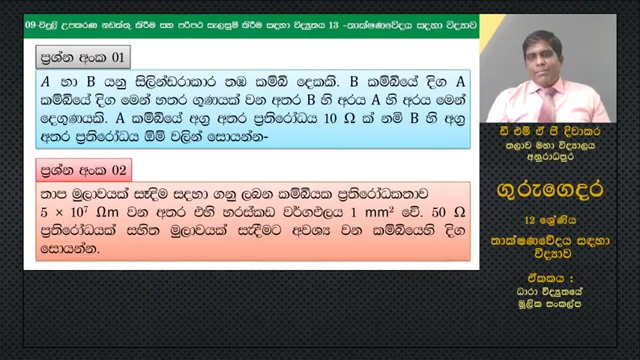 09-විදුලි උපකරණ නඩත්තු කිරීම සහ පරිපථ සැලසුම් කිරීම සඳහා විද්‍යුතය 13 -තාක්ෂණවේදය සඳහා විද්‍යාව
ප්‍රශ්න අංක 01
A හා B යනු සිලින්ඩරාකාර තඹ කම්බි දෙකකි. B කම්බියේ දිග A
කම්බියේ දිග මෙන් හතර ගුණයක් වන අතර B හි අරය A හි අරය මෙන්
දෙගුණයකි. A කම්බියේ අග්‍ර අතර ප්‍රතිරෝධය 10 Ω ක් නම් B හි අග්‍ර
අතර ප්‍රතිරෝධය ඕම් වලින් සොයන්න-
ප්‍රශ්න අංක 02
තාප මූලාවයක් සෑදීම සඳහා ගනු ලබන කම්බියක ප්‍රතිරෝධකතාව
5 × 10⁷ Ωm වන අතර එහි හරස්කඩ වර්ගඵලය 1 mm² වේ. 50 Ω
ප්‍රතිරෝධයක් සහිත මූලාවයක් සැදීමට අවශ්‍ය වන කම්බියෙහි දිග
සොයන්න.
ඩී එම් ඒ ජී දිවාකර
තලාව මහා විද්‍යාලය
අනුරාධපුර
ගුරුගෙදර
12 ශ්‍රේණිය
තාක්ෂණවේදය සඳහා
විද්‍යාව
ඒකකය :
ධාරා විද්‍යුතයේ
මූලික සංකල්ප